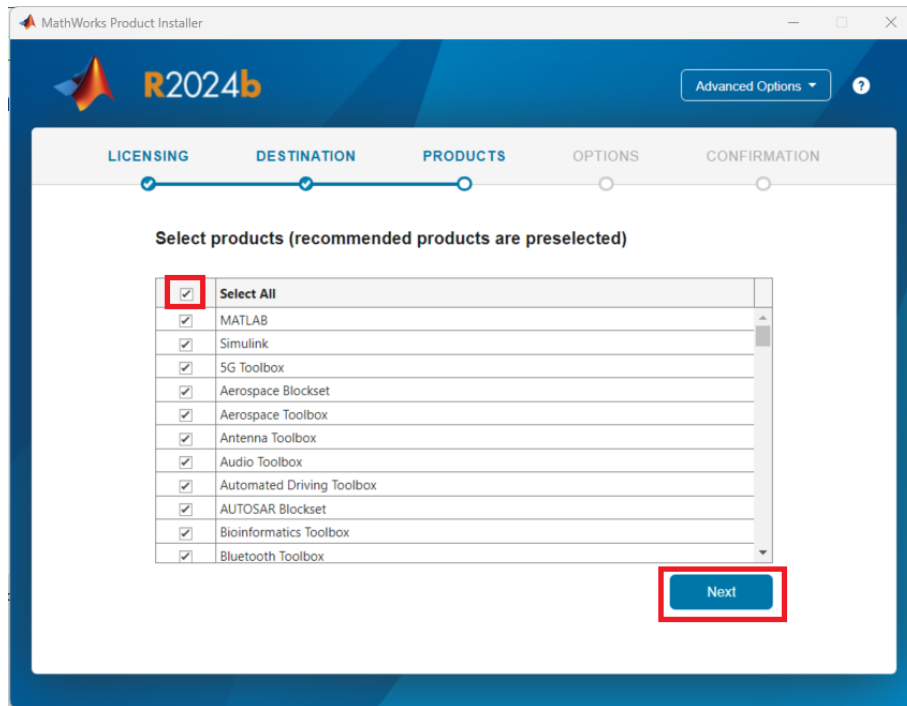 MathWorks Product Installer
R2024b
Advanced Options
?
LICENSING DESTINATION PRODUCTS OPTIONS CONFIRMATION
Select products (recommended products are preselected)
Select All
MATLAB
Simulink
5G Toolbox
Aerospace Blockset
Aerospace Toolbox
Antenna Toolbox
Audio Toolbox
Automated Driving Toolbox
AUTOSAR Blockset
Bioinformatics Toolbox
Bluetooth Toolbox
Next